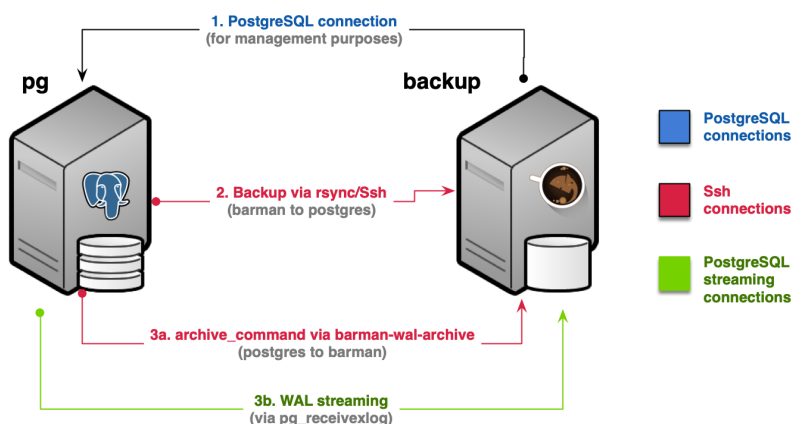 1. PostgreSQL connection
(for management purposes)
pg
backup
PostgreSQL
connections
2. Backup via rsync/Ssh
(barman to postgres)
Ssh
connections
PostgreSQL
streaming
connections
3a. archive_command via barman-wal-archive
(postgres to barman)
3b. WAL streaming
(via pg_receivexlog)